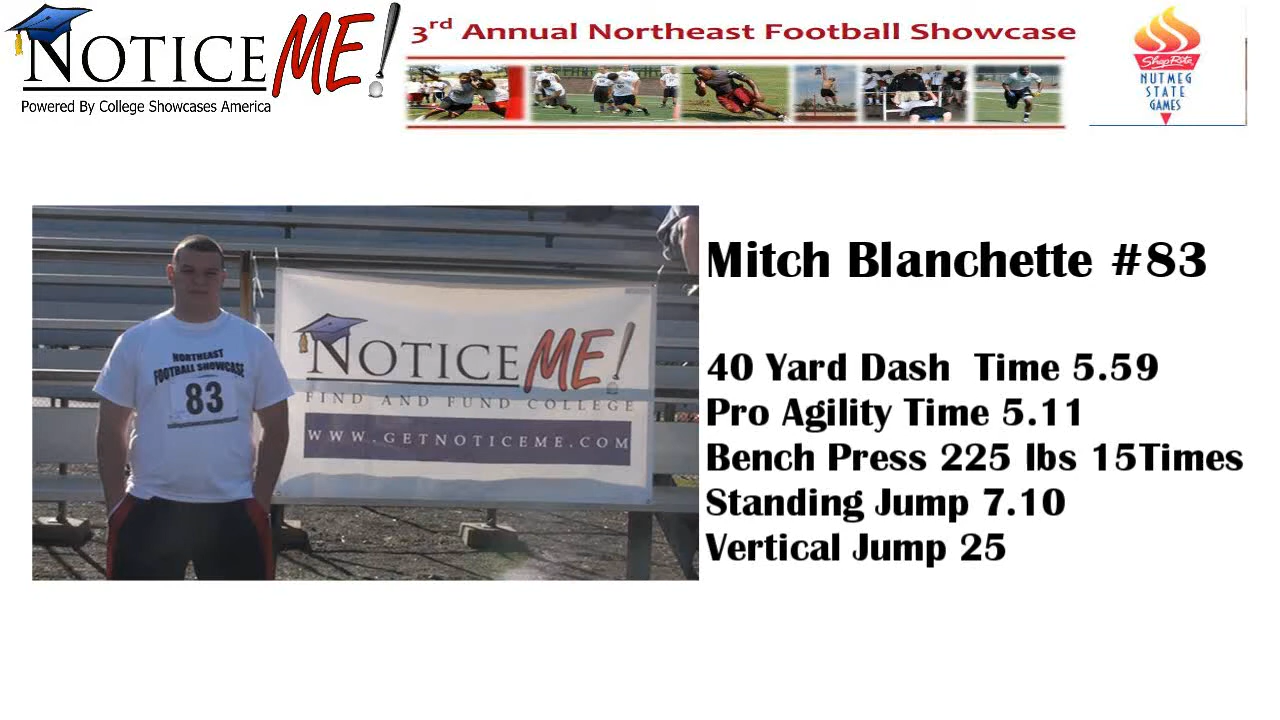 NOTICE ME!
Powered By College Showcases America
3rd Annual Northeast Football Showcase
ShopRite
NUTMEG
STATE
GAMES
Mitch Blanchette #83
40 Yard Dash  Time 5.59
Pro Agility Time 5.11
Bench Press 225 lbs 15Times
Standing Jump 7.10
Vertical Jump 25
NORTHEAST
FOOTBALL SHOWCASE
83
NOTICE ME!
FIND AND FUND COLLEGE
WWW.GETNOTICEME.COM